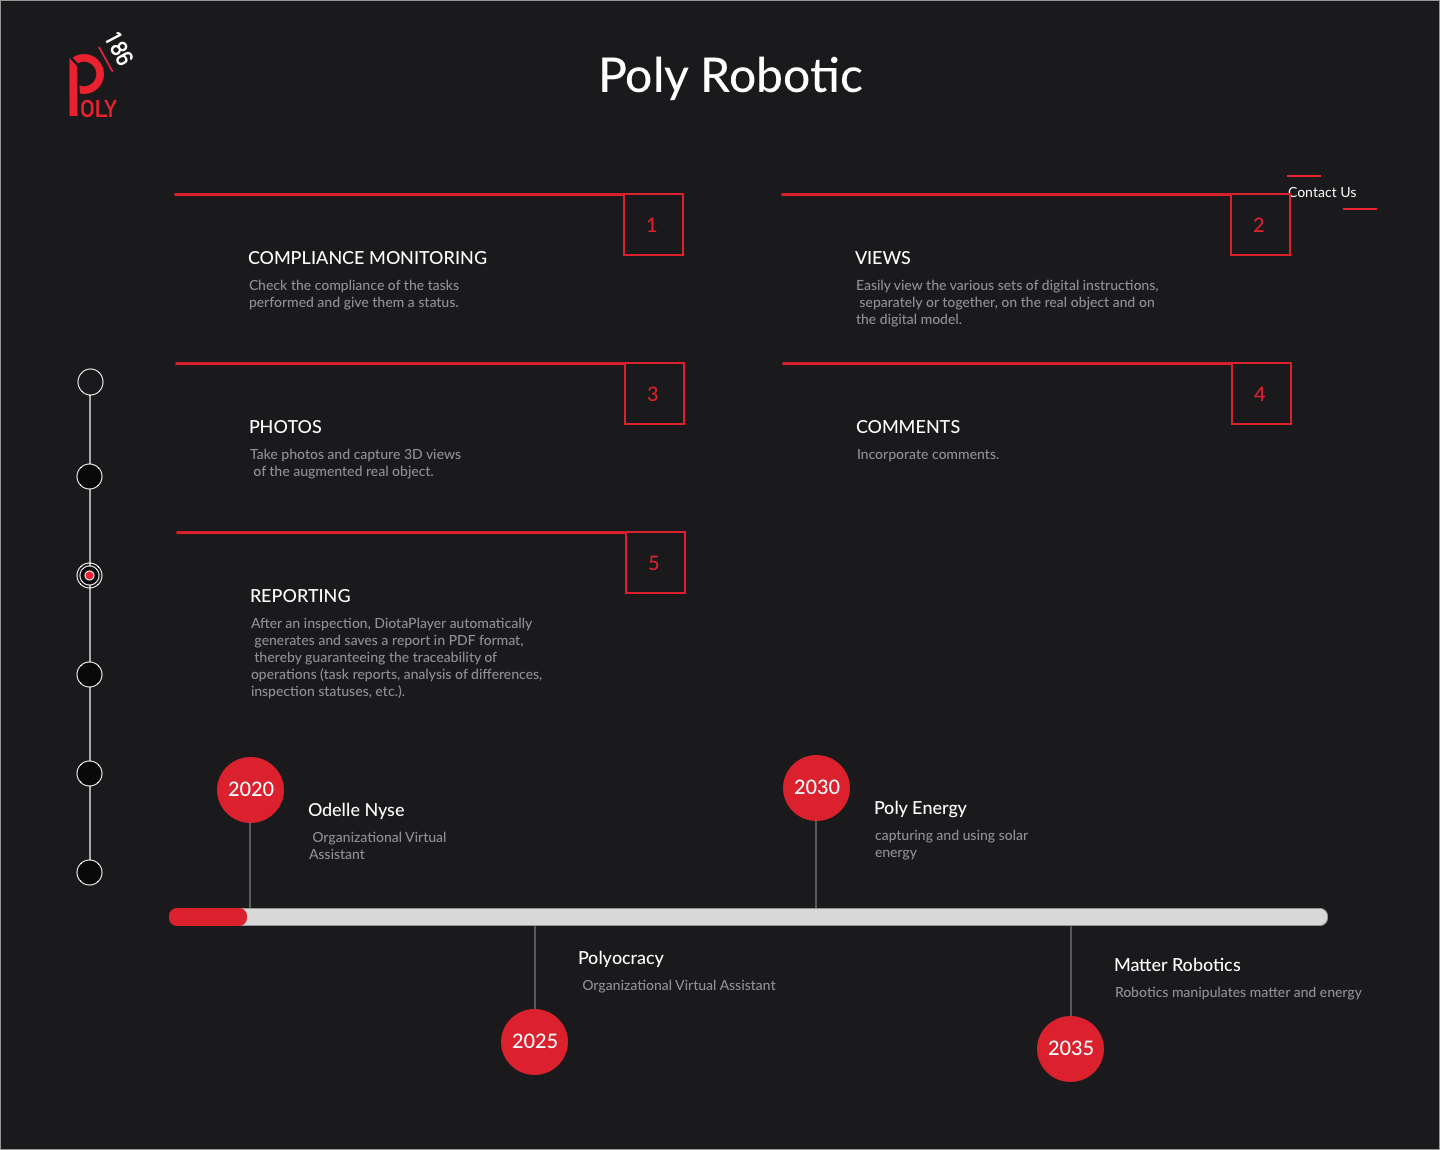 186
POLY
Poly Robotic
Contact Us
1
COMPLIANCE MONITORING
Check the compliance of the tasks
performed and give them a status.
2
VIEWS
Easily view the various sets of digital instructions,
separately or together, on the real object and on
the digital model.
3
PHOTOS
Take photos and capture 3D views
of the augmented real object.
4
COMMENTS
Incorporate comments.
5
REPORTING
After an inspection, DiotaPlayer automatically
generates and saves a report in PDF format,
thereby guaranteeing the traceability of
operations (task reports, analysis of differences,
inspection statuses, etc.).
2020
Odelle Nyse
Organizational Virtual
Assistant
2030
Poly Energy
capturing and using solar
energy
Polyocracy
Organizational Virtual Assistant
2025
Matter Robotics
Robotics manipulates matter and energy
2035